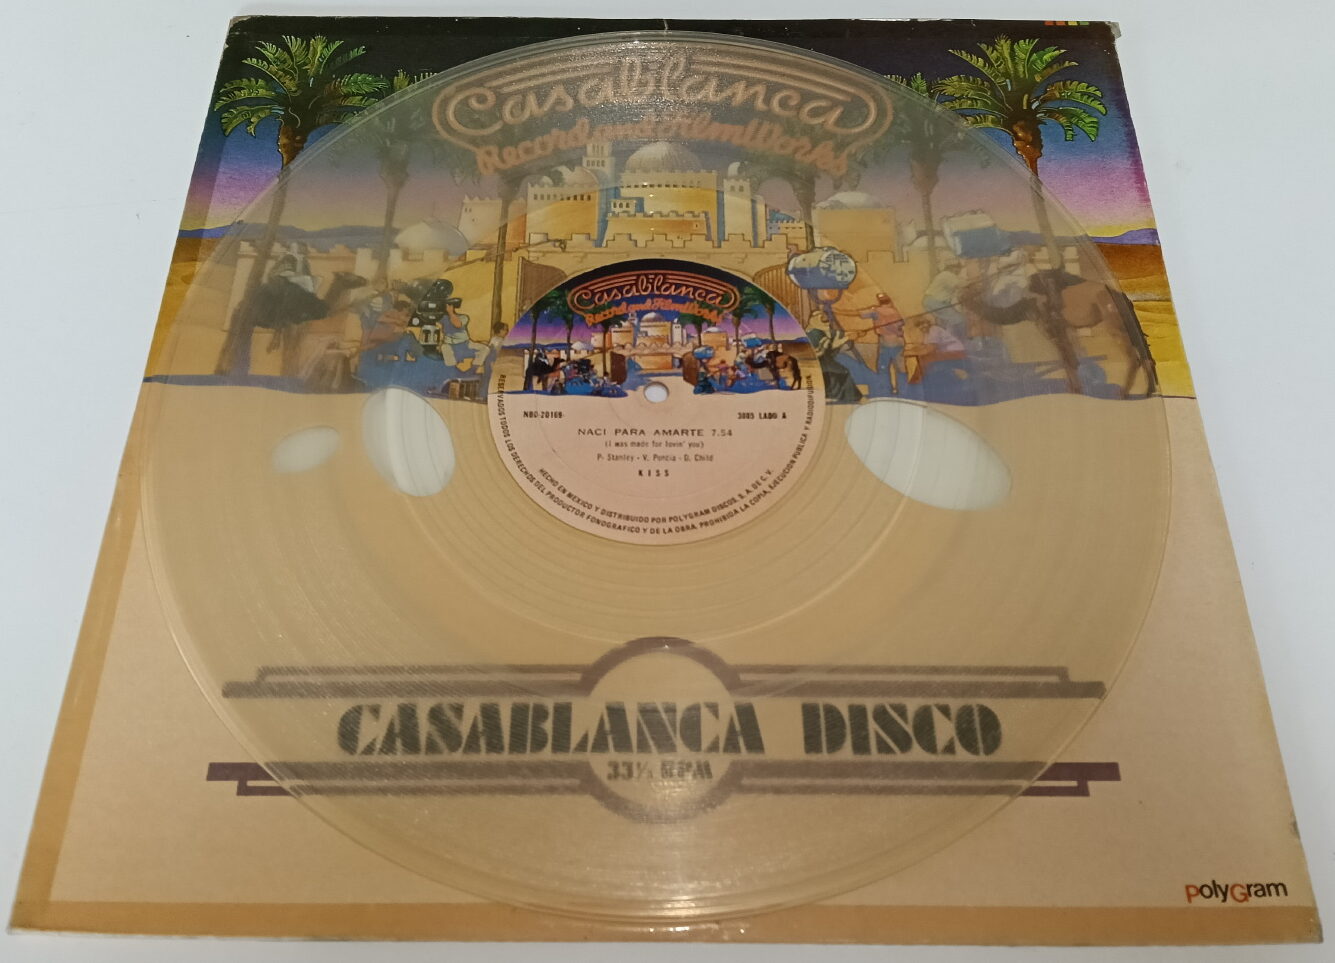 Casablanca
Record and FilmWorks
Casablanca
Record and FilmWorks
NBD-20169-
3005 LADO A
NACI PARA AMARTE 7.54
(I was made for lovin' you)
P. Stanley - V. Poncia - D. Child
KISS
HECHO EN MEXICO Y DISTRIBUIDO POR POLYGRAM DISCOS, S. A. DE C. V.
RESERVADOS TODOS LOS DERECHOS DEL PRODUCTOR FONOGRAFICO Y DE LA OBRA. PROHIBIDA LA COPIA, EJECUCION PUBLICA Y RADIODIFUSION
CASABLANCA DISCO
33⅓ RPM
PolyGram